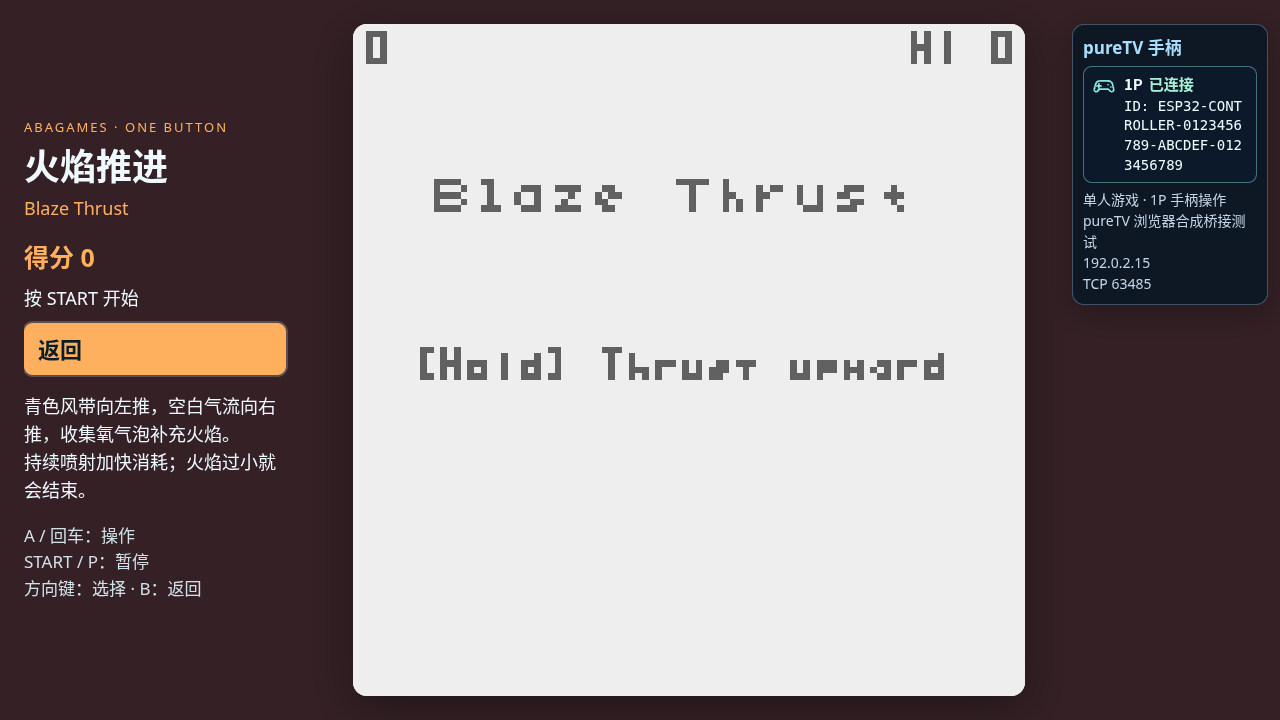 ABAGAMES · ONE BUTTON
火焰推进
Blaze Thrust
得分 0
按 START 开始
返回
青色风带向左推，空白气流向右
推，收集氧气泡补充火焰。
持续喷射加快消耗；火焰过小就
会结束。
A / 回车：操作
START / P：暂停
方向键：选择 · B：返回
0
HI 0
Blaze Thrust
[Hold] Thrust upward
pureTV 手柄
1P 已连接
ID: ESP32-CONT
ROLLER-0123456
789-ABCDEF-012
3456789
单人游戏 · 1P 手柄操作
pureTV 浏览器合成桥接测
试
192.0.2.15
TCP 63485